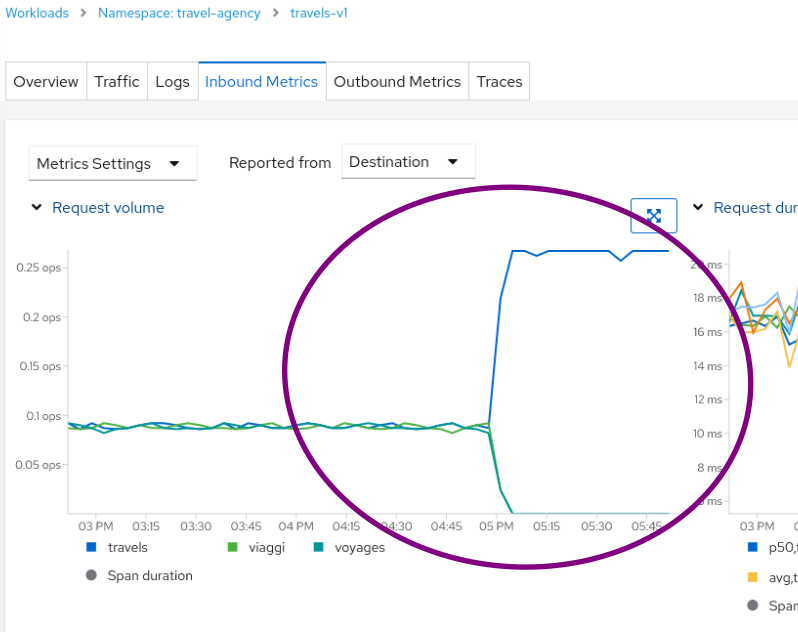 Workloads > Namespace: travel-agency > travels-v1
Overview Traffic Logs Inbound Metrics Outbound Metrics Traces
Metrics Settings Reported from Destination
Request volume Request dur
0.25 ops
0.2 ops
0.15 ops
0.1 ops
0.05 ops
03 PM 03:15 03:30 03:45 04 PM 04:15 04:30 04:45 05 PM 05:15 05:30 05:45
travels viaggi voyages
Span duration
20 ms
18 ms
16 ms
14 ms
12 ms
10 ms
8 ms
ms
03 PM
p50,t
avg,t
Span